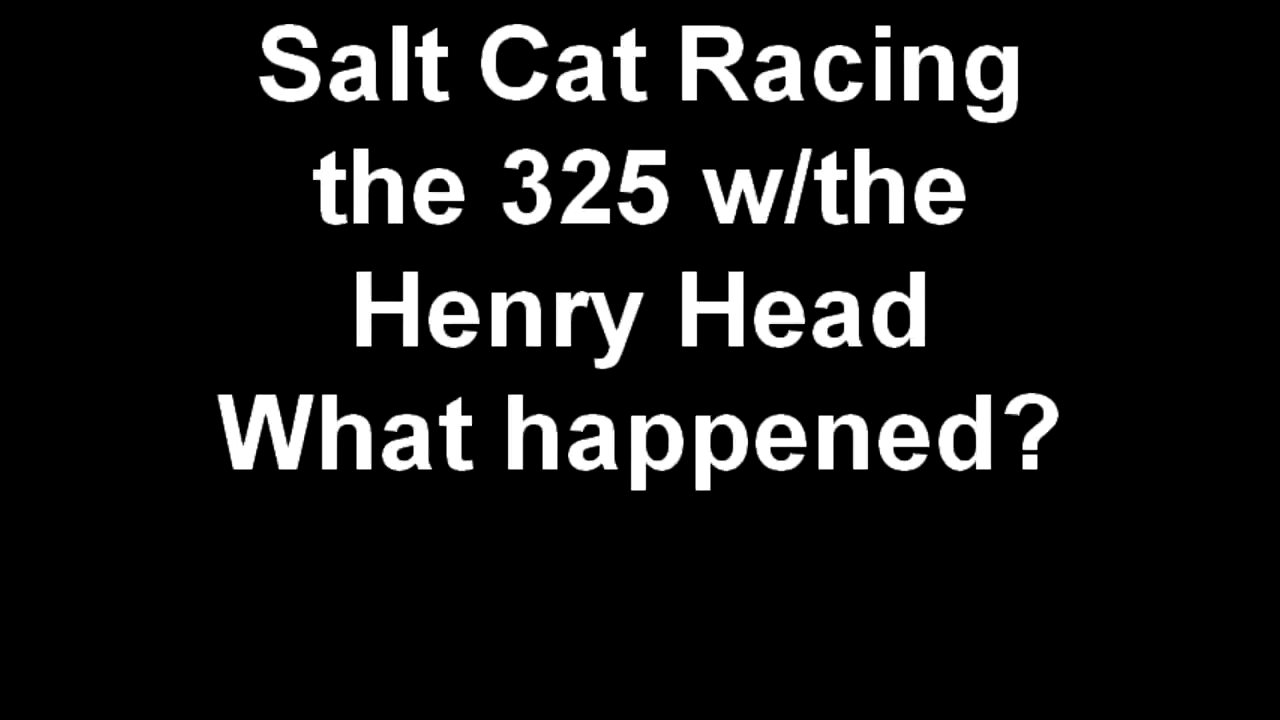 Salt Cat Racing
the 325 w/the
Henry Head
What happened?